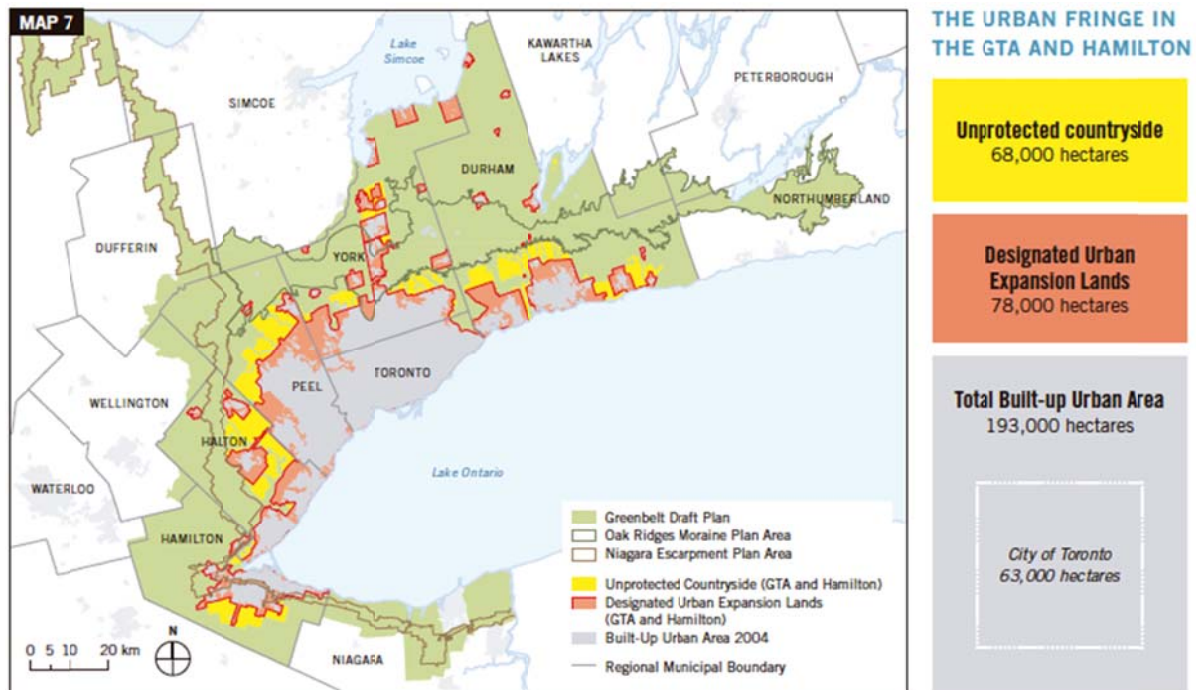 MAP 7
Lake
Simcoe
KAWARTHA
LAKES
PETERBOROUGH
SIMCOE
DURHAM
NORTHUMBERLAND
DUFFERIN
YORK
PEEL
TORONTO
WELLINGTON
HALTON
Lake Ontario
WATERLOO
HAMILTON
NIAGARA
N
0 5 10 20 km
Greenbelt Draft Plan
Oak Ridges Moraine Plan Area
Niagara Escarpment Plan Area
Unprotected Countryside (GTA and Hamilton)
Designated Urban Expansion Lands
(GTA and Hamilton)
Built-Up Urban Area 2004
Regional Municipal Boundary
THE URBAN FRINGE IN
THE GTA AND HAMILTON
Unprotected countryside
68,000 hectares
Designated Urban
Expansion Lands
78,000 hectares
Total Built-up Urban Area
193,000 hectares
City of Toronto
63,000 hectares